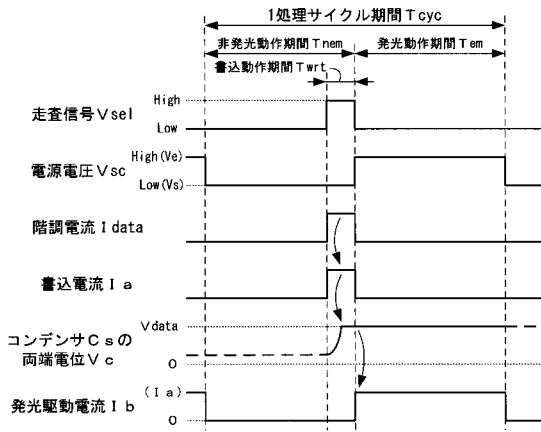 1処理サイクル期間Tcyc
非発光動作期間Tnem
発光動作期間Tem
書込動作期間Twrt
走査信号Vsel
High
Low
電源電圧Vsc
High(Ve)
Low(Vs)
階調電流Idata
書込電流Ia
コンデンサCsの
両端電位Vc
Vdata
0
発光駆動電流Ib
(Ia)
0